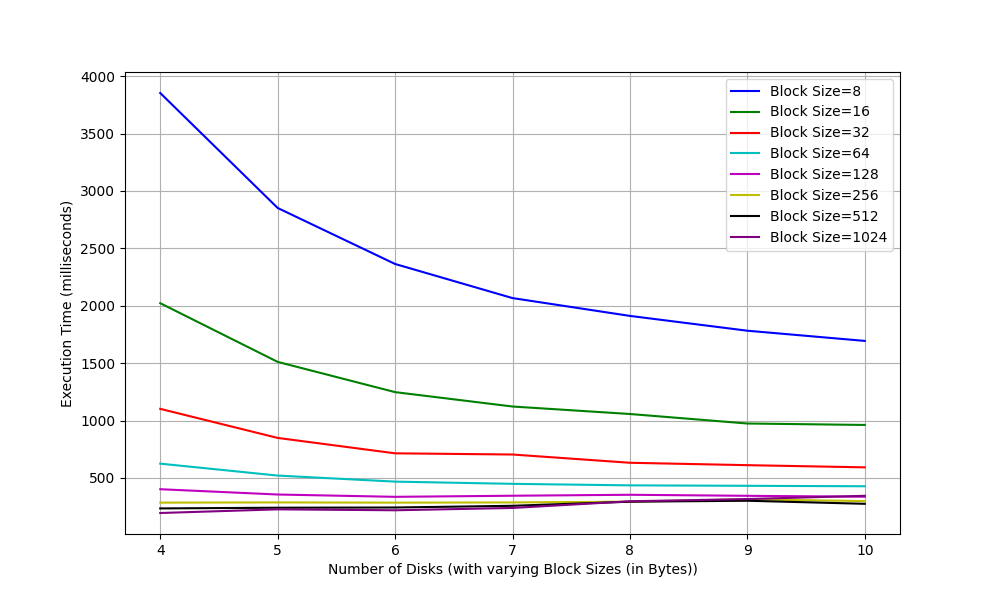 4000
3500
3000
2500
2000
1500
1000
500
Execution Time (milliseconds)
Block Size=8
Block Size=16
Block Size=32
Block Size=64
Block Size=128
Block Size=256
Block Size=512
Block Size=1024
4 5 6 7 8 9 10
Number of Disks (with varying Block Sizes (in Bytes))